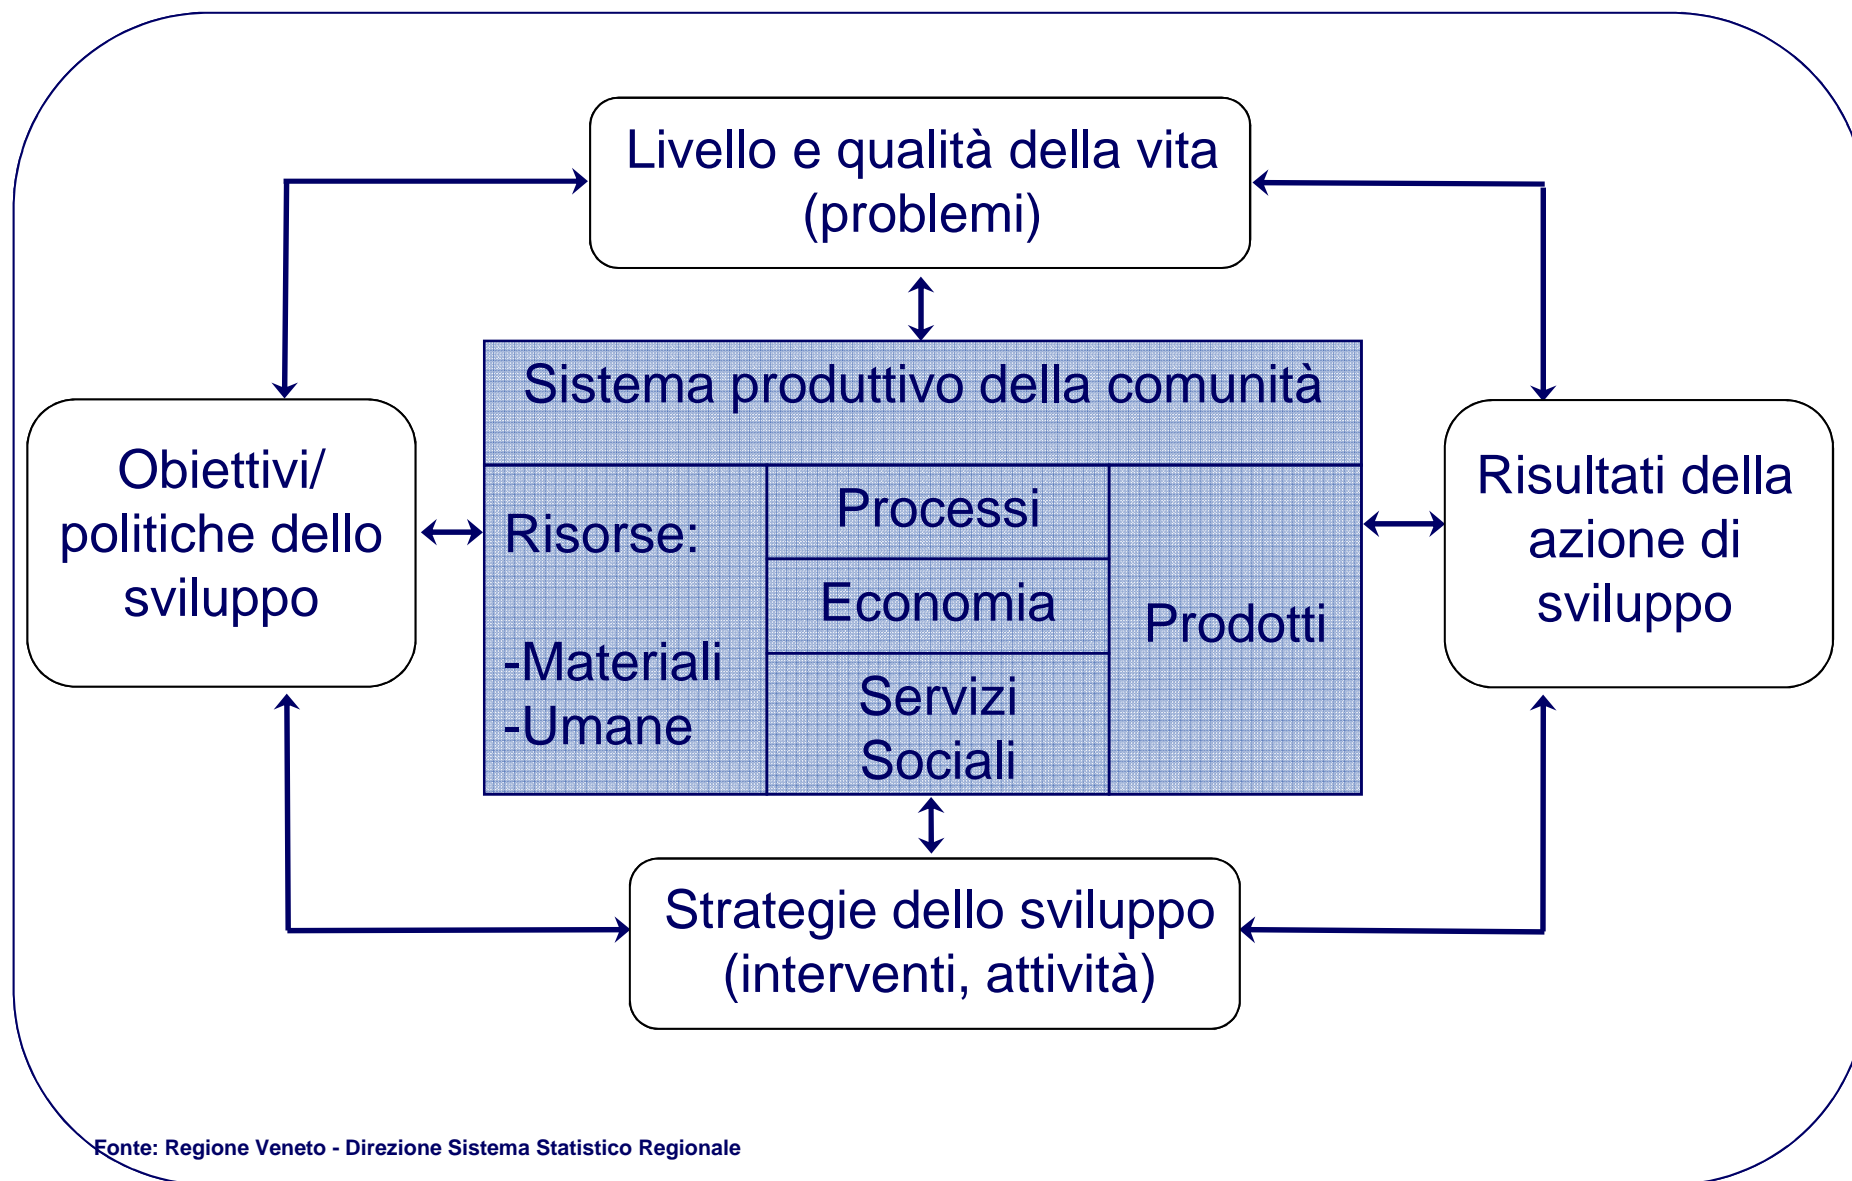 Livello e qualità della vita
(problemi)
Sistema produttivo della comunità
Obiettivi/
politiche dello
sviluppo
Risorse:
-Materiali
-Umane
Processi
Economia
Servizi
Sociali
Prodotti
Risultati della
azione di
sviluppo
Strategie dello sviluppo
(interventi, attività)
Fonte: Regione Veneto - Direzione Sistema Statistico Regionale